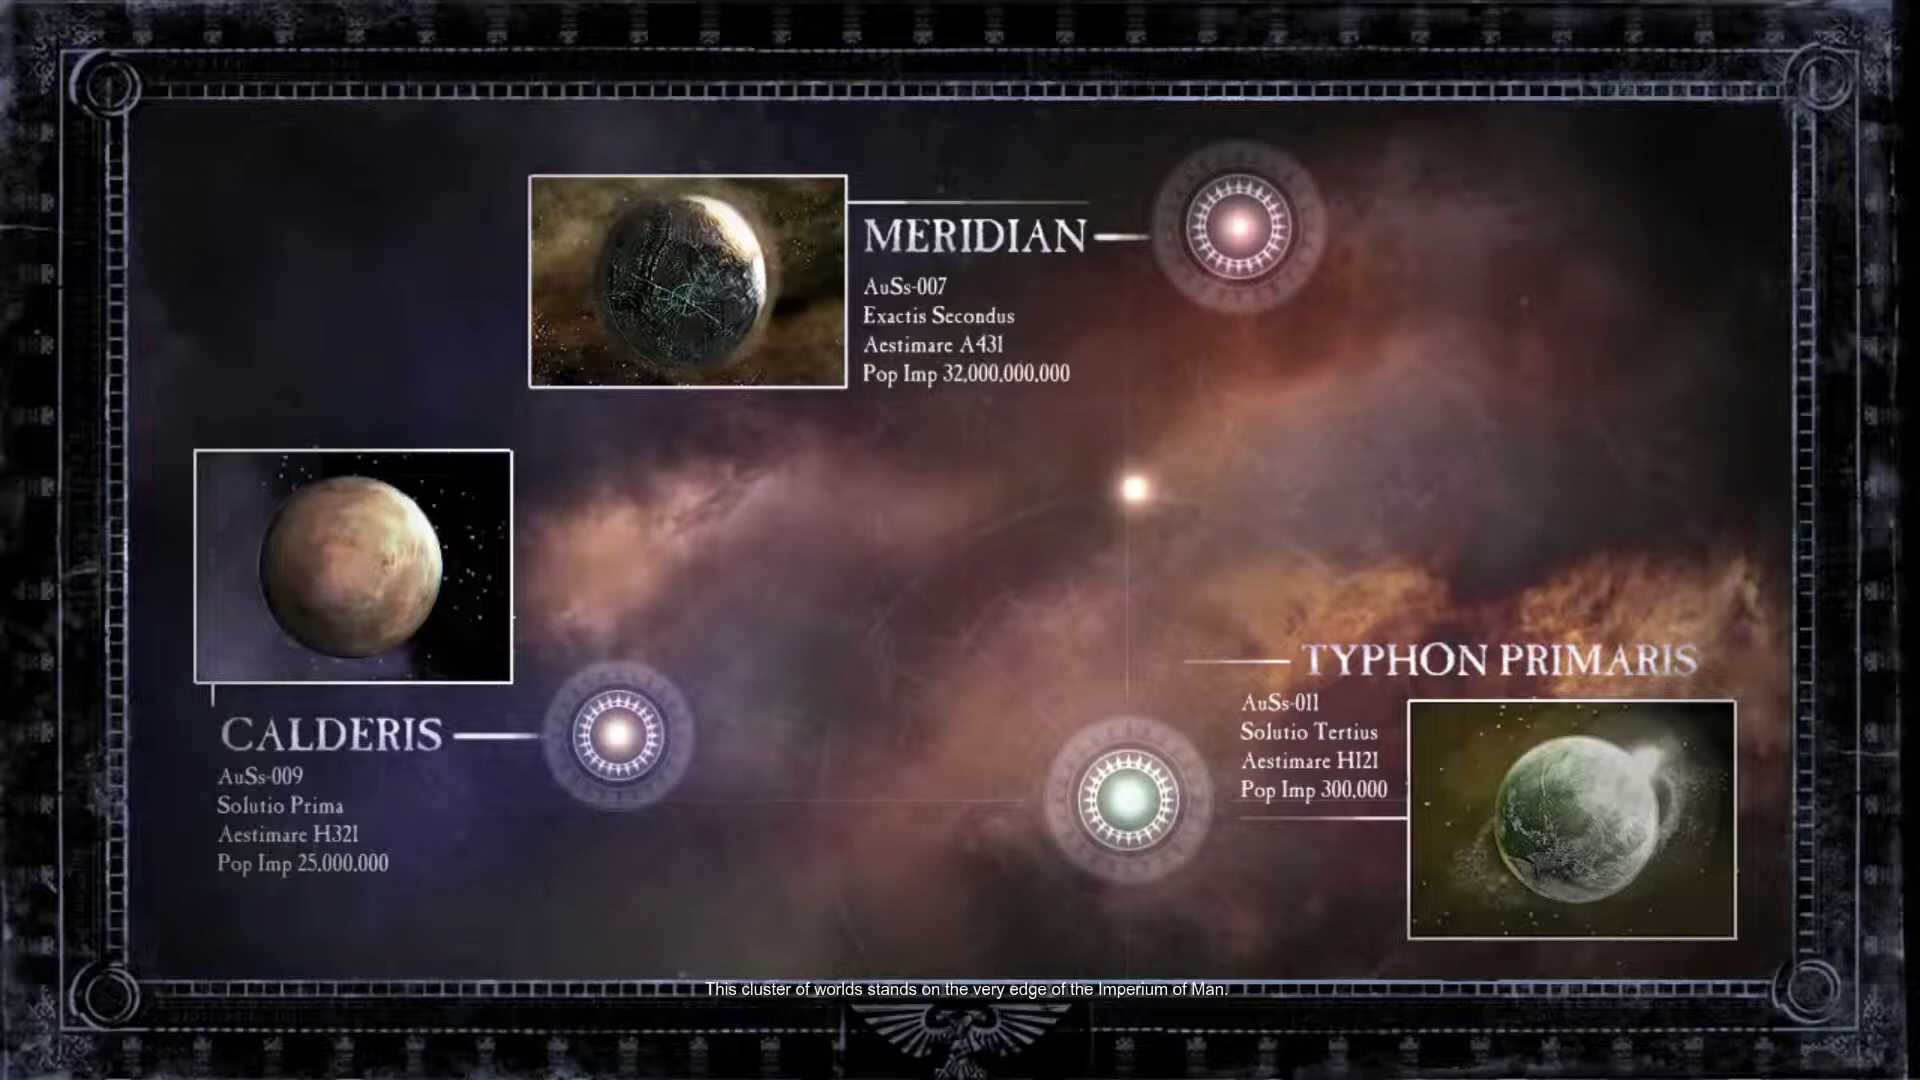 MERIDIAN
AuSs-007
Exactis Secondus
Aestimare A431
Pop Imp 32,000,000,000
CALDERIS
AuSs-009
Solutio Prima
Aestimare H321
Pop Imp 25,000,000
TYPHON PRIMARIS
AuSs-011
Solutio Tertius
Aestimare H121
Pop Imp 300,000
This cluster of worlds stands on the very edge of the Imperium of Man.